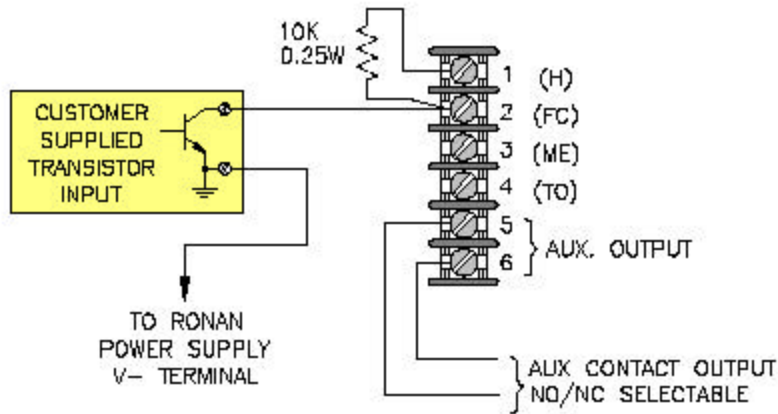 10K
0.25W
CUSTOMER
SUPPLIED
TRANSISTOR
INPUT
1 (H)
2 (FC)
3 (ME)
4 (TO)
5
6
AUX. OUTPUT
TO RONAN
POWER SUPPLY
V- TERMINAL
AUX CONTACT OUTPUT
NO/NC SELECTABLE